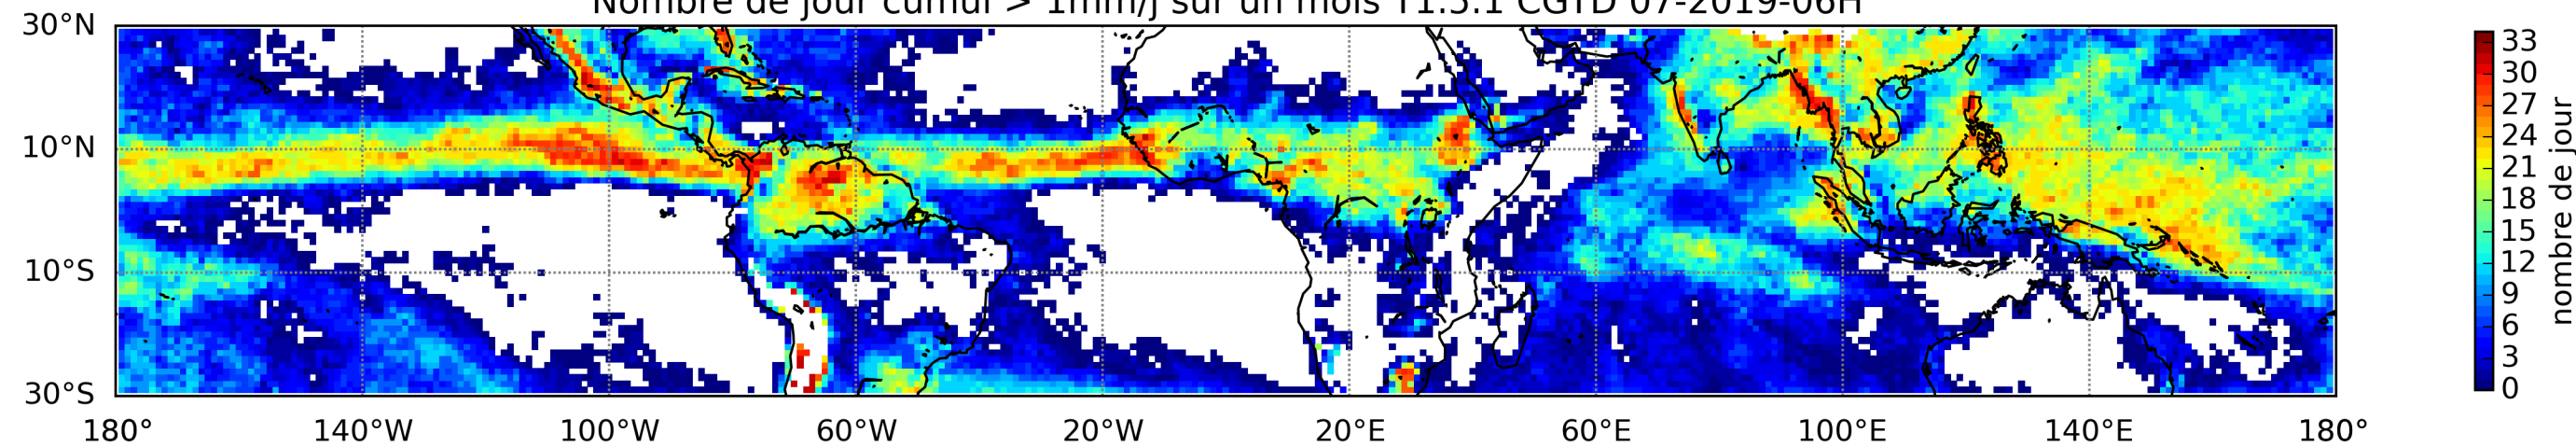 Nombre de jour cumul > 1mm/j sur un mois T1.5.1 CGTD 07-2019-06H
30°N
10°N
10°S
30°S
180° 140°W 100°W 60°W 20°W 20°E 60°E 100°E 140°E 180°
33
30
27
24
21
18
15
12
9
6
3
0
nombre de jour